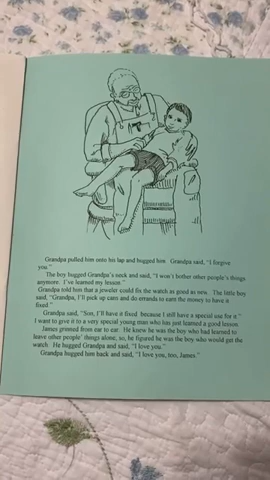 Grandpa pulled him onto his lap and hugged him. Grandpa said, "I forgive
you."
The boy hugged Grandpa's neck and said, "I won't bother other people's things
anymore. I've learned my lesson."
Grandpa told him that a jeweler could fix the watch as good as new. The little boy
said, "Grandpa, I'll pick up cans and do errands to earn the money to have it
fixed."
Grandpa said, "Son, I'll have it fixed because I still have a special use for it."
I want to give it to a very special young man who has just learned a good lesson.
James grinned from ear to ear. He knew he was the boy who had learned to
leave other people' things alone, so, he figured he was the boy who would get the
watch. He hugged Grandpa and said, "I love you."
Grandpa hugged him back and said, "I love you, too, James."